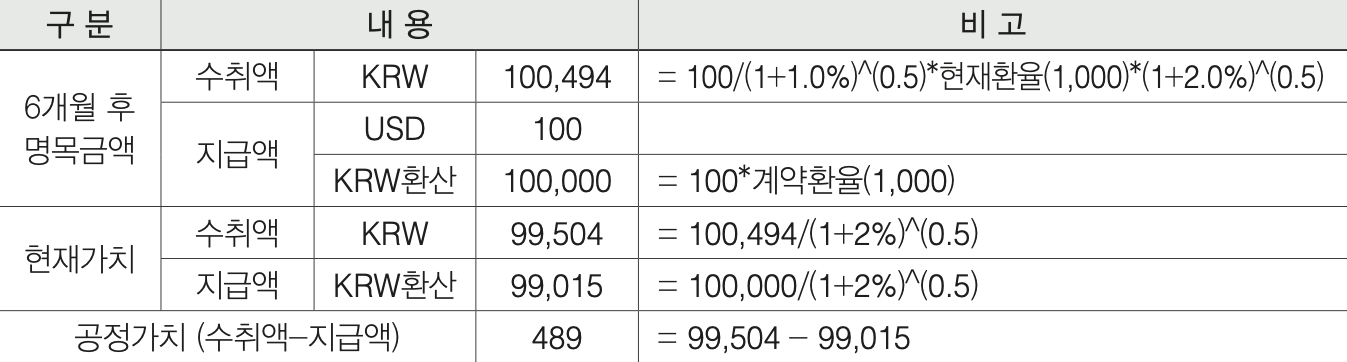 구 분 내 용 비 고
6개월 후
명목금액
수취액 KRW 100,494 = 100/(1+1.0%)^(0.5)*현재환율(1,000)*(1+2.0%)^(0.5)
지급액
USD 100
KRW환산 100,000 = 100*계약환율(1,000)
현재가치
수취액 KRW 99,504 = 100,494/(1+2%)^(0.5)
지급액 KRW환산 99,015 = 100,000/(1+2%)^(0.5)
공정가치 (수취액–지급액) 489 = 99,504 – 99,015